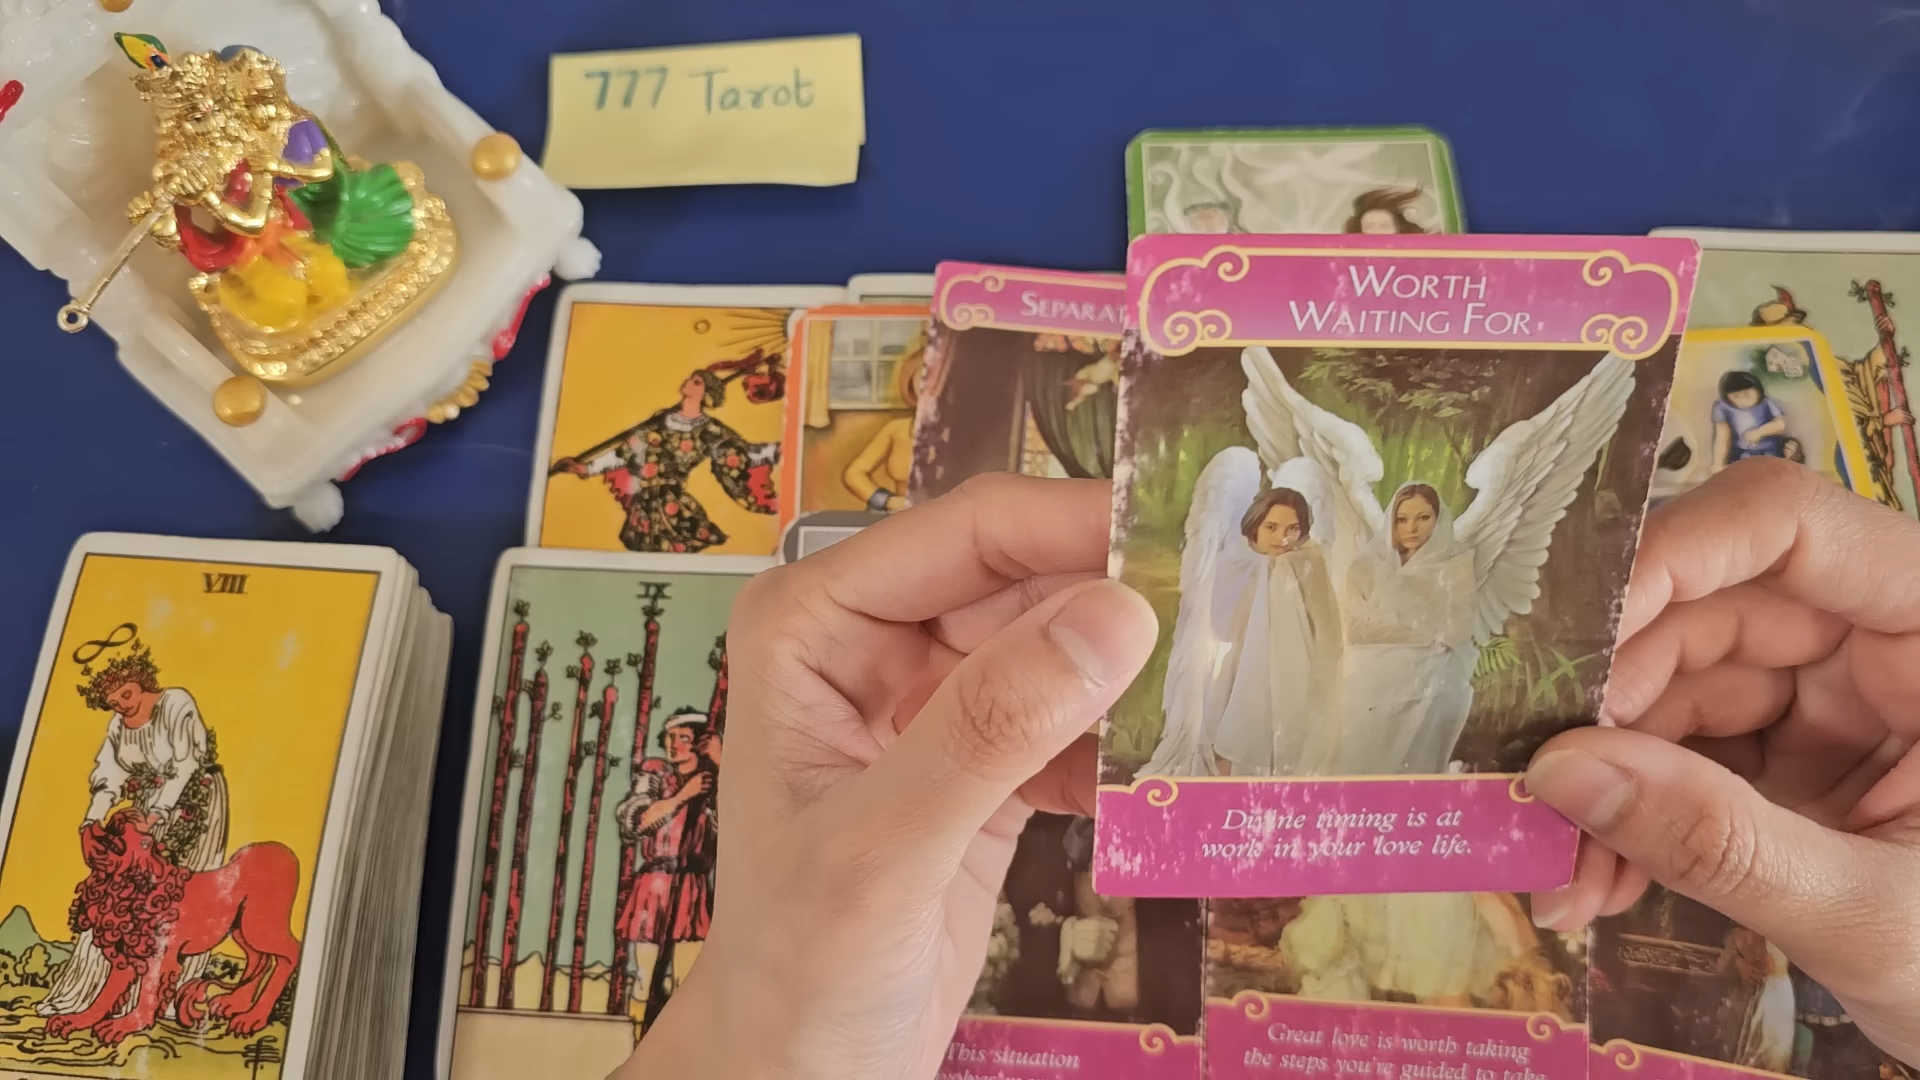 777 Tarot
WORTH
WAITING FOR
SEPARAT
VIII
IX
Divine timing is at
work in your love life.
This situation
Great love is worth taking
the steps you're guided to take